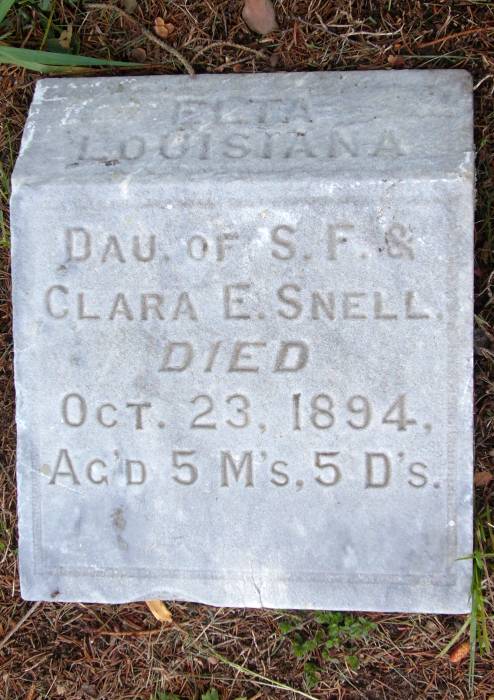 ELTA
LOUISIANA
DAU. OF S. F. &
CLARA E. SNELL.
DIED
OCT. 23, 1894,
AG'D 5 M's, 5 D's.